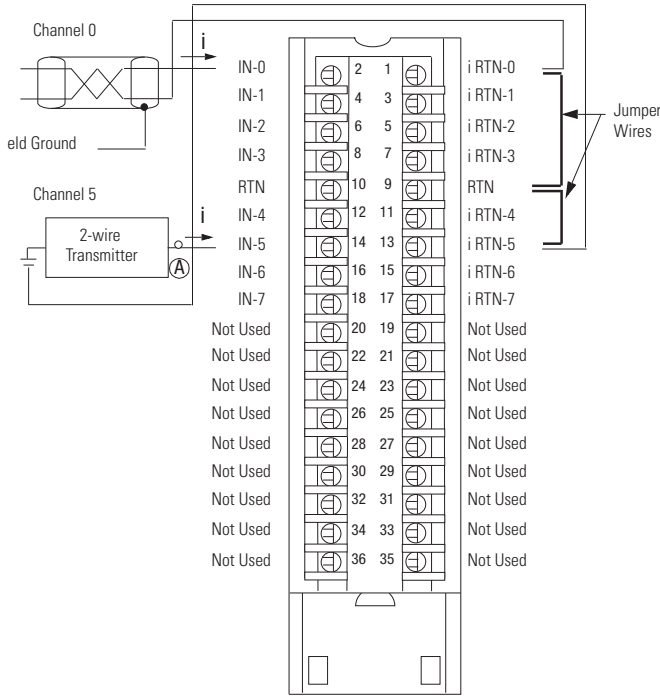 Channel 0
i
IN-0 2 1 i RTN-0
IN-1 4 3 i RTN-1
IN-2 6 5 i RTN-2
Jumper
Wires
eld Ground
IN-3 8 7 i RTN-3
RTN 10 9 RTN
Channel 5
i
IN-4 12 11 i RTN-4
2-wire
Transmitter
A
IN-5 14 13 i RTN-5
IN-6 16 15 i RTN-6
IN-7 18 17 i RTN-7
Not Used 20 19 Not Used
Not Used 22 21 Not Used
Not Used 24 23 Not Used
Not Used 26 25 Not Used
Not Used 28 27 Not Used
Not Used 30 29 Not Used
Not Used 32 31 Not Used
Not Used 34 33 Not Used
Not Used 36 35 Not Used